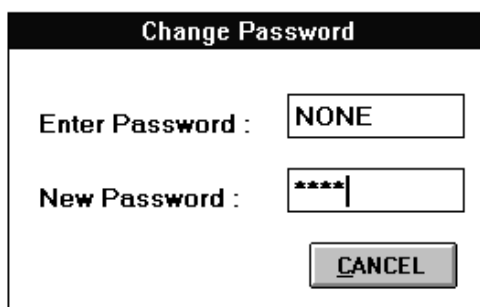 Change Password
Enter Password : NONE
New Password : ****
CANCEL